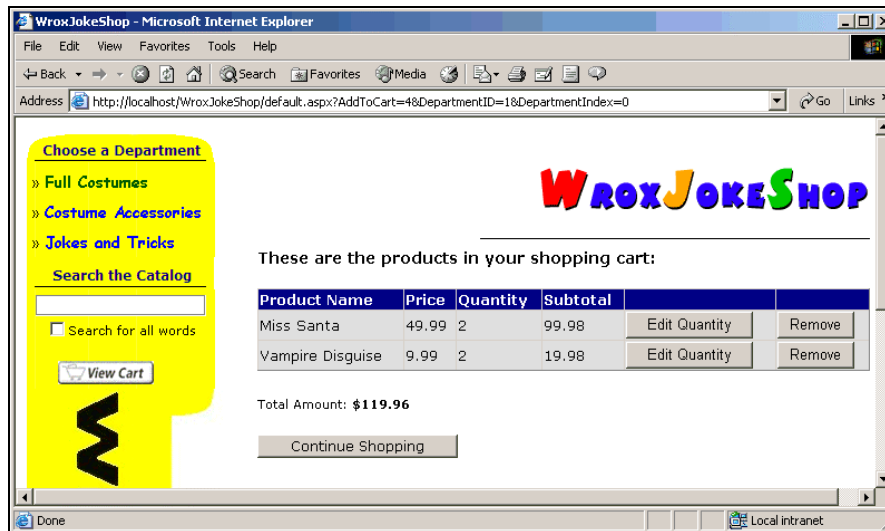 WroxJokeShop - Microsoft Internet Explorer
File Edit View Favorites Tools Help
Back Search Favorites Media
Address http://localhost/WroxJokeShop/default.aspx?AddToCart=4&DepartmentID=1&DepartmentIndex=0 Go Links
Choose a Department
» Full Costumes
» Costume Accessories
» Jokes and Tricks
Search the Catalog
Search for all words
View Cart
W
WROXJOKESHOP
These are the products in your shopping cart:
Product Name Price Quantity Subtotal
Miss Santa 49.99 2 99.98 Edit Quantity Remove
Vampire Disguise 9.99 2 19.98 Edit Quantity Remove
Total Amount: $119.96
Continue Shopping
Done Local intranet